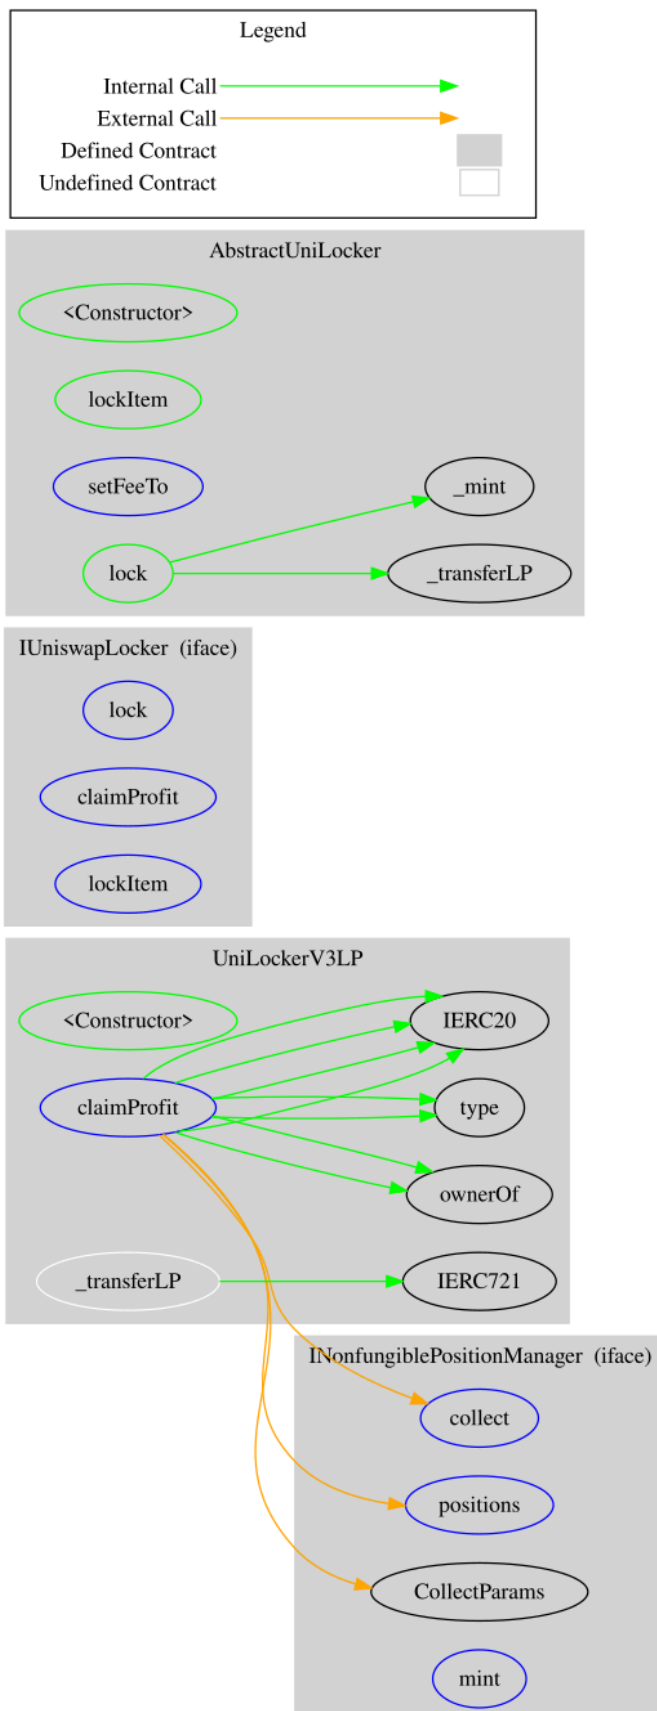 Legend
Internal Call
External Call
Defined Contract
Undefined Contract
AbstractUniLocker
<Constructor>
lockItem
setFeeTo
_mint
lock
_transferLP
IUniswapLocker (iface)
lock
claimProfit
lockItem
UniLockerV3LP
<Constructor>
IERC20
claimProfit
type
ownerOf
_transferLP
IERC721
INonfungiblePositionManager (iface)
collect
positions
CollectParams
mint